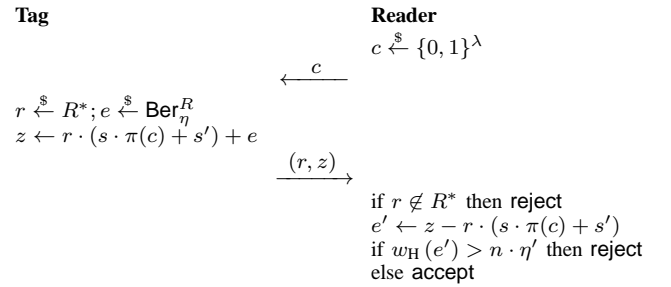 Tag Reader
c ←$ {0, 1}^λ
c
r ←$ R*; e ←$ Ber_η^R
z ← r · (s · π(c) + s′) + e
(r, z)
if r ∉ R* then reject
e′ ← z − r · (s · π(c) + s′)
if w_H (e′) > n · η′ then reject
else accept